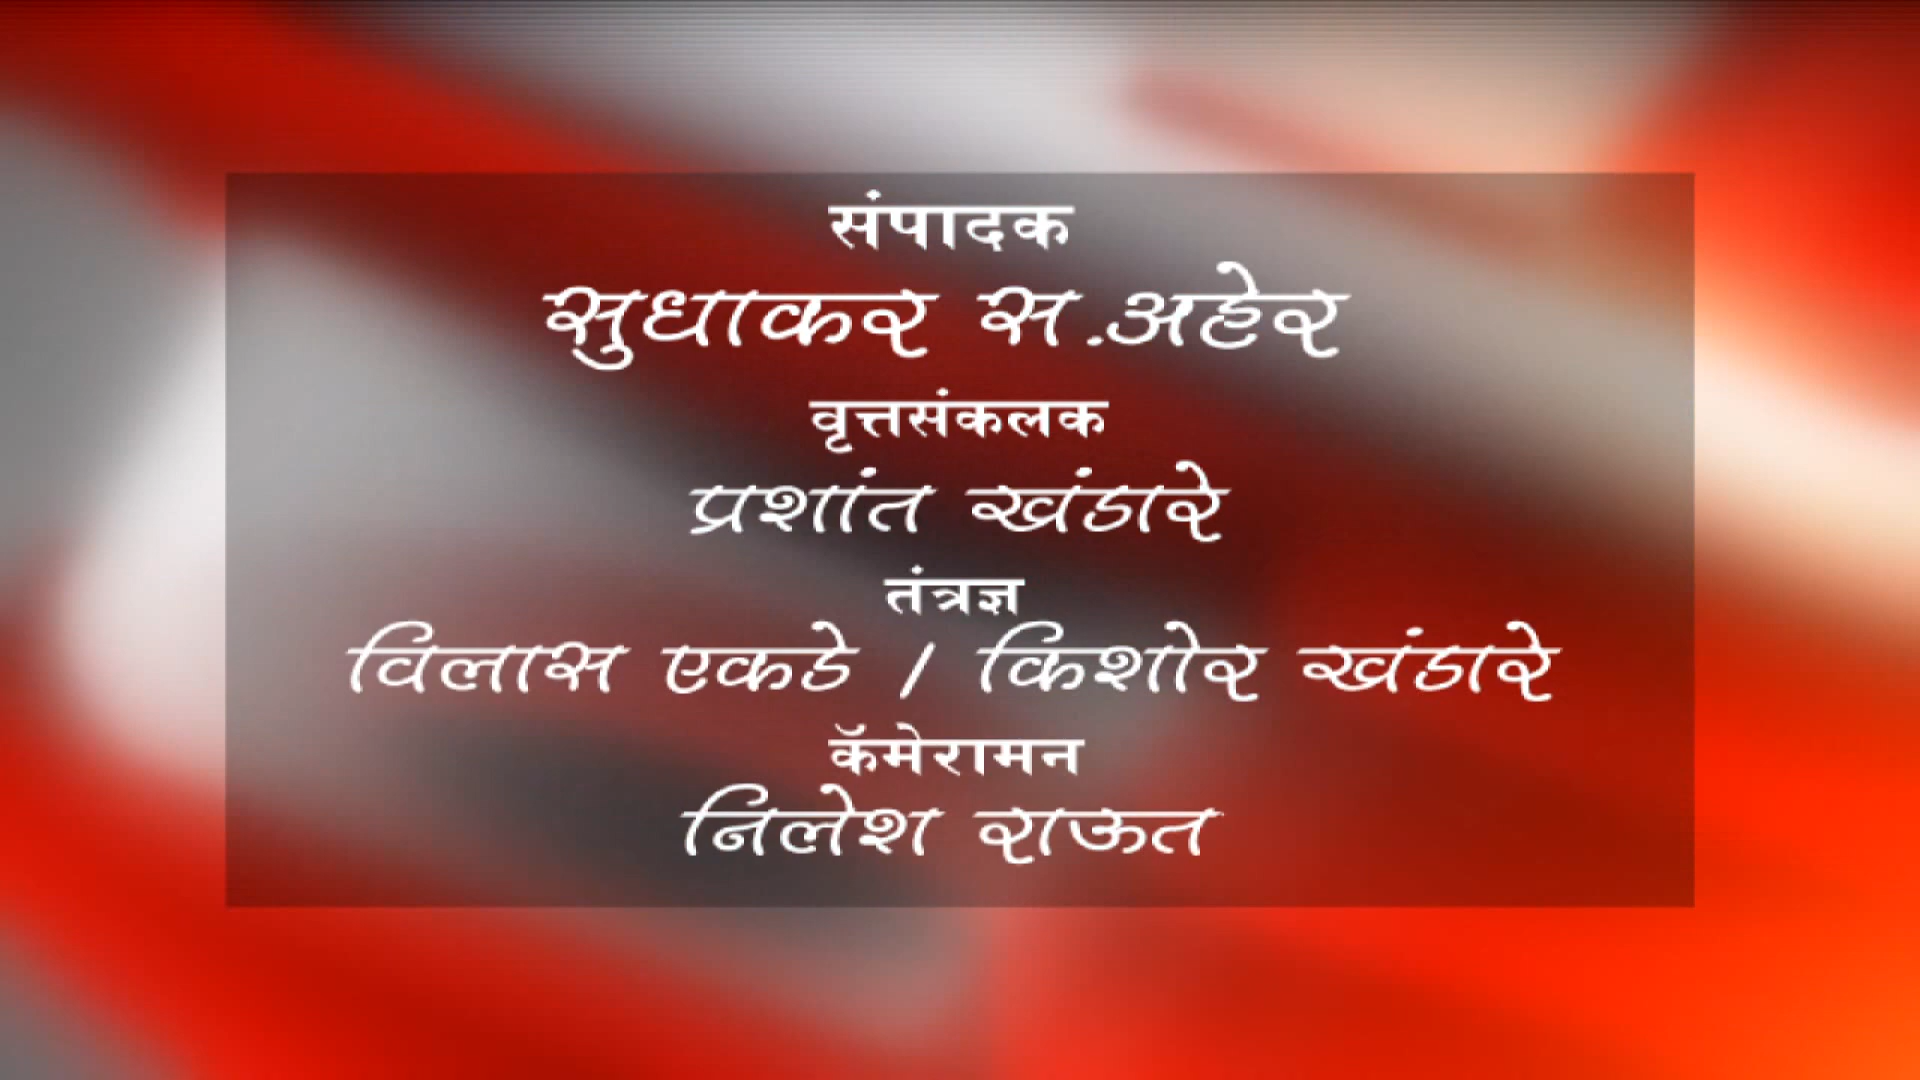 संपादक
सुधाकर स.अहेर
वृत्तसंकलक
प्रशांत खंडारे
तंत्रज्ञ
विलास एकडे / किशोर खंडारे
कॅमेरामन
निलेश राऊत